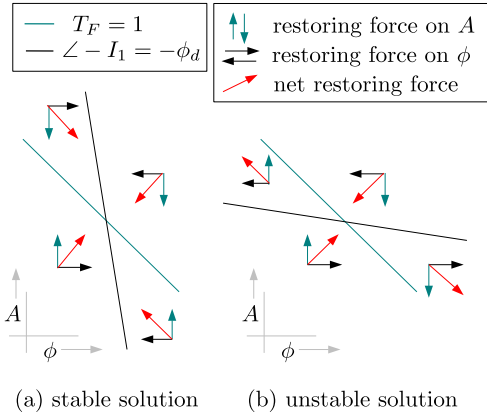 T_F = 1
∠ − I_1 = −ϕ_d
restoring force on A
restoring force on ϕ
net restoring force
A
ϕ
A
ϕ
(a) stable solution
(b) unstable solution